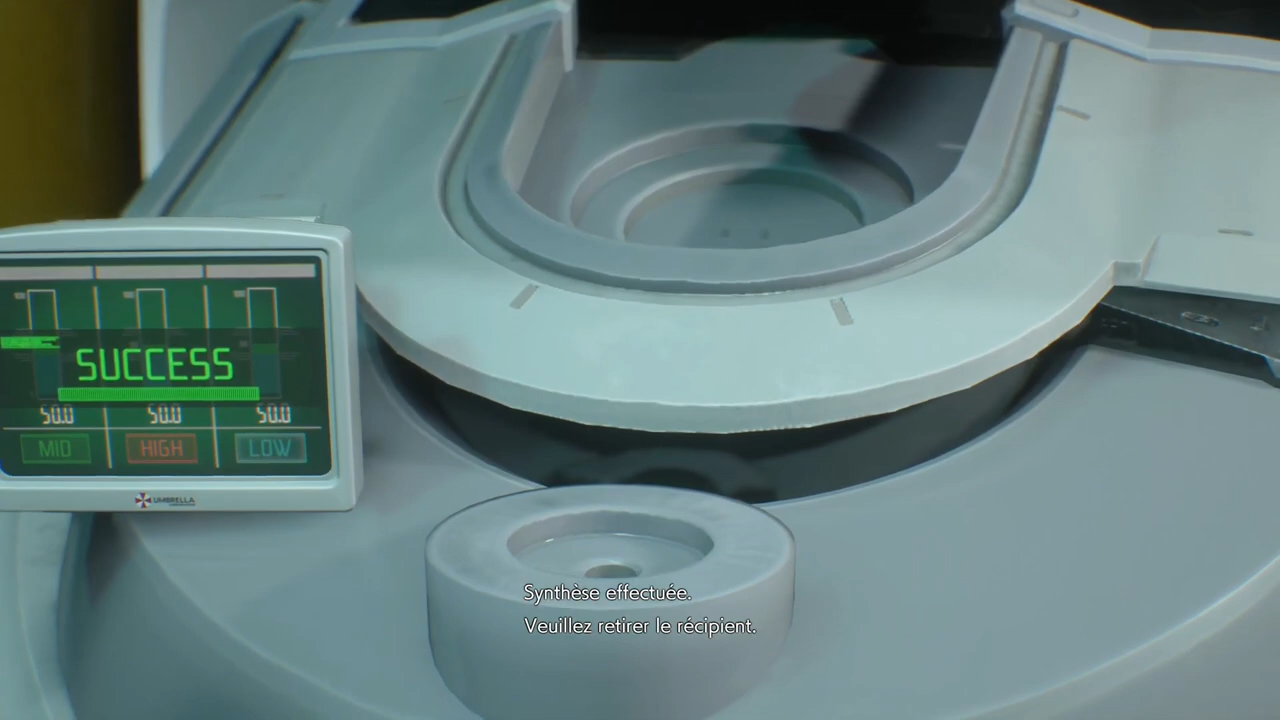 SUCCESS
50.0 50.0 50.0
MID HIGH LOW
UMBRELLA
Synthèse effectuée.
Veuillez retirer le récipient.